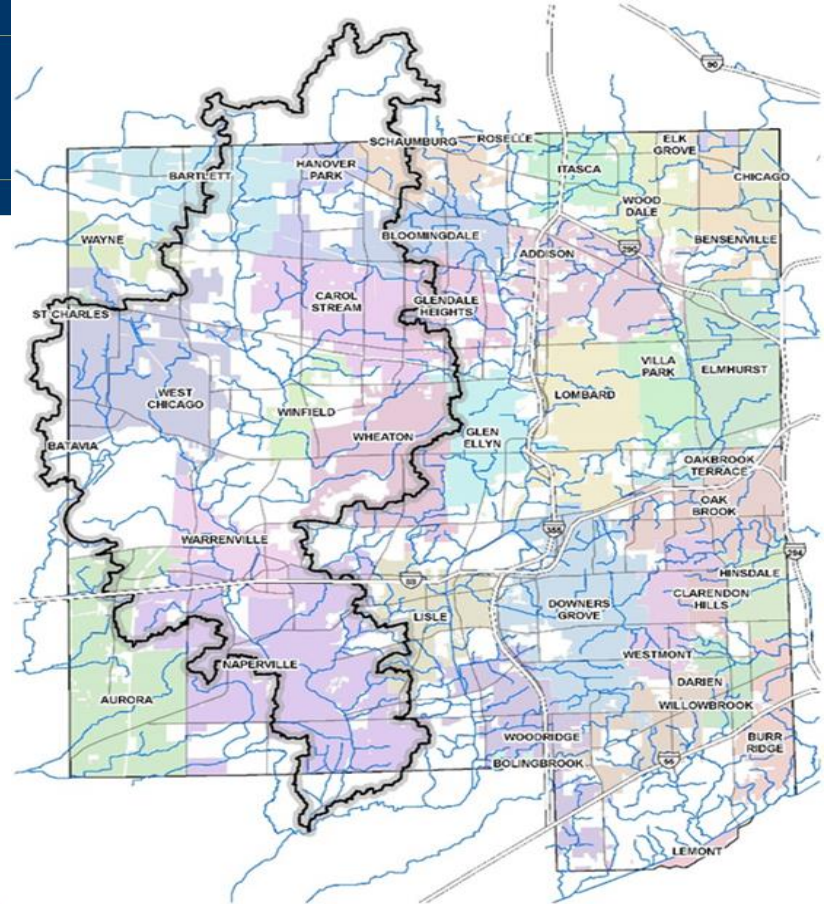 90
SCHAUMBURG
ROSELLE
ELK
GROVE
HANOVER
PARK
ITASCA
BARTLETT
CHICAGO
WOOD
DALE
WAYNE
BLOOMINGDALE
BENSENVILLE
290
ADDISON
CAROL
STREAM
GLENDALE
HEIGHTS
ST CHARLES
VILLA
PARK
ELMHURST
WEST
CHICAGO
LOMBARD
WINFIELD
WHEATON
GLEN
ELLYN
BATAVIA
OAKBROOK
TERRACE
OAK
BROOK
355
WARRENVILLE
294
HINSDALE
88
CLARENDON
HILLS
DOWNERS
GROVE
LISLE
WESTMONT
NAPERVILLE
DARIEN
AURORA
WILLOWBROOK
WOODRIDGE
BURR
RIDGE
BOLINGBROOK
55
LEMONT